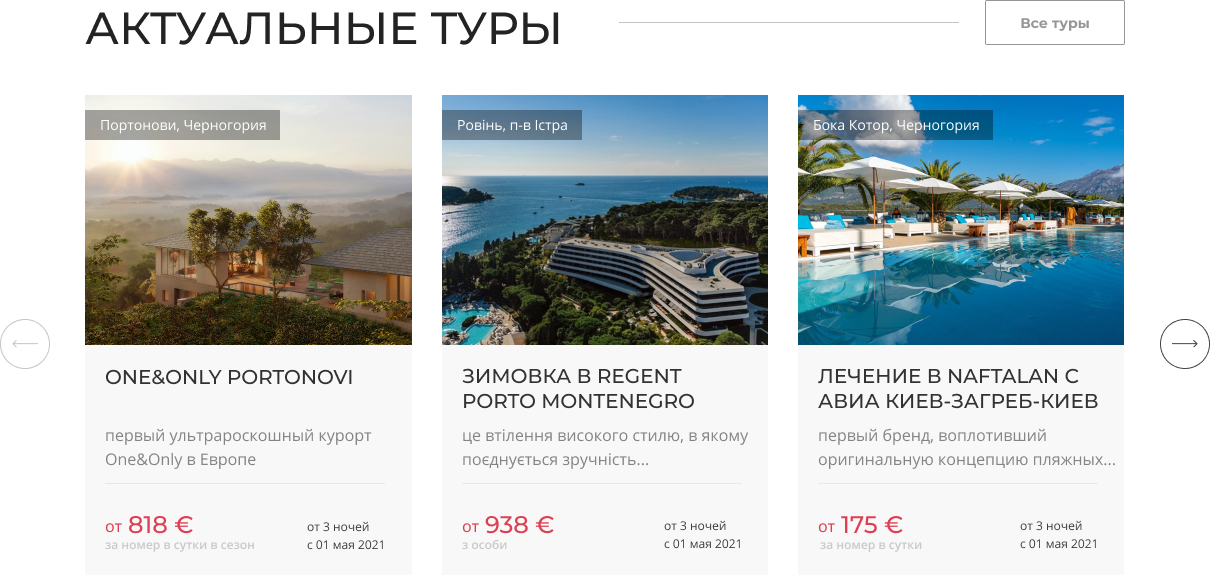 АКТУАЛЬНЫЕ ТУРЫ
Все туры
Портонови, Черногория
ONE&ONLY PORTONOVI
первый ультрароскошный курорт
One&Only в Европе
от 818 €
за номер в сутки в сезон
от 3 ночей
с 01 мая 2021
Ровінь, п-в Істра
ЗИМОВКА В REGENT
PORTO MONTENEGRO
це втілення високого стилю, в якому
поєднується зручність...
от 938 €
з особи
от 3 ночей
с 01 мая 2021
Бока Котор, Черногория
ЛЕЧЕНИЕ В NAFTALAN С
АВИА КИЕВ-ЗАГРЕБ-КИЕВ
первый бренд, воплотивший
оригинальную концепцию пляжных...
от 175 €
за номер в сутки
от 3 ночей
с 01 мая 2021